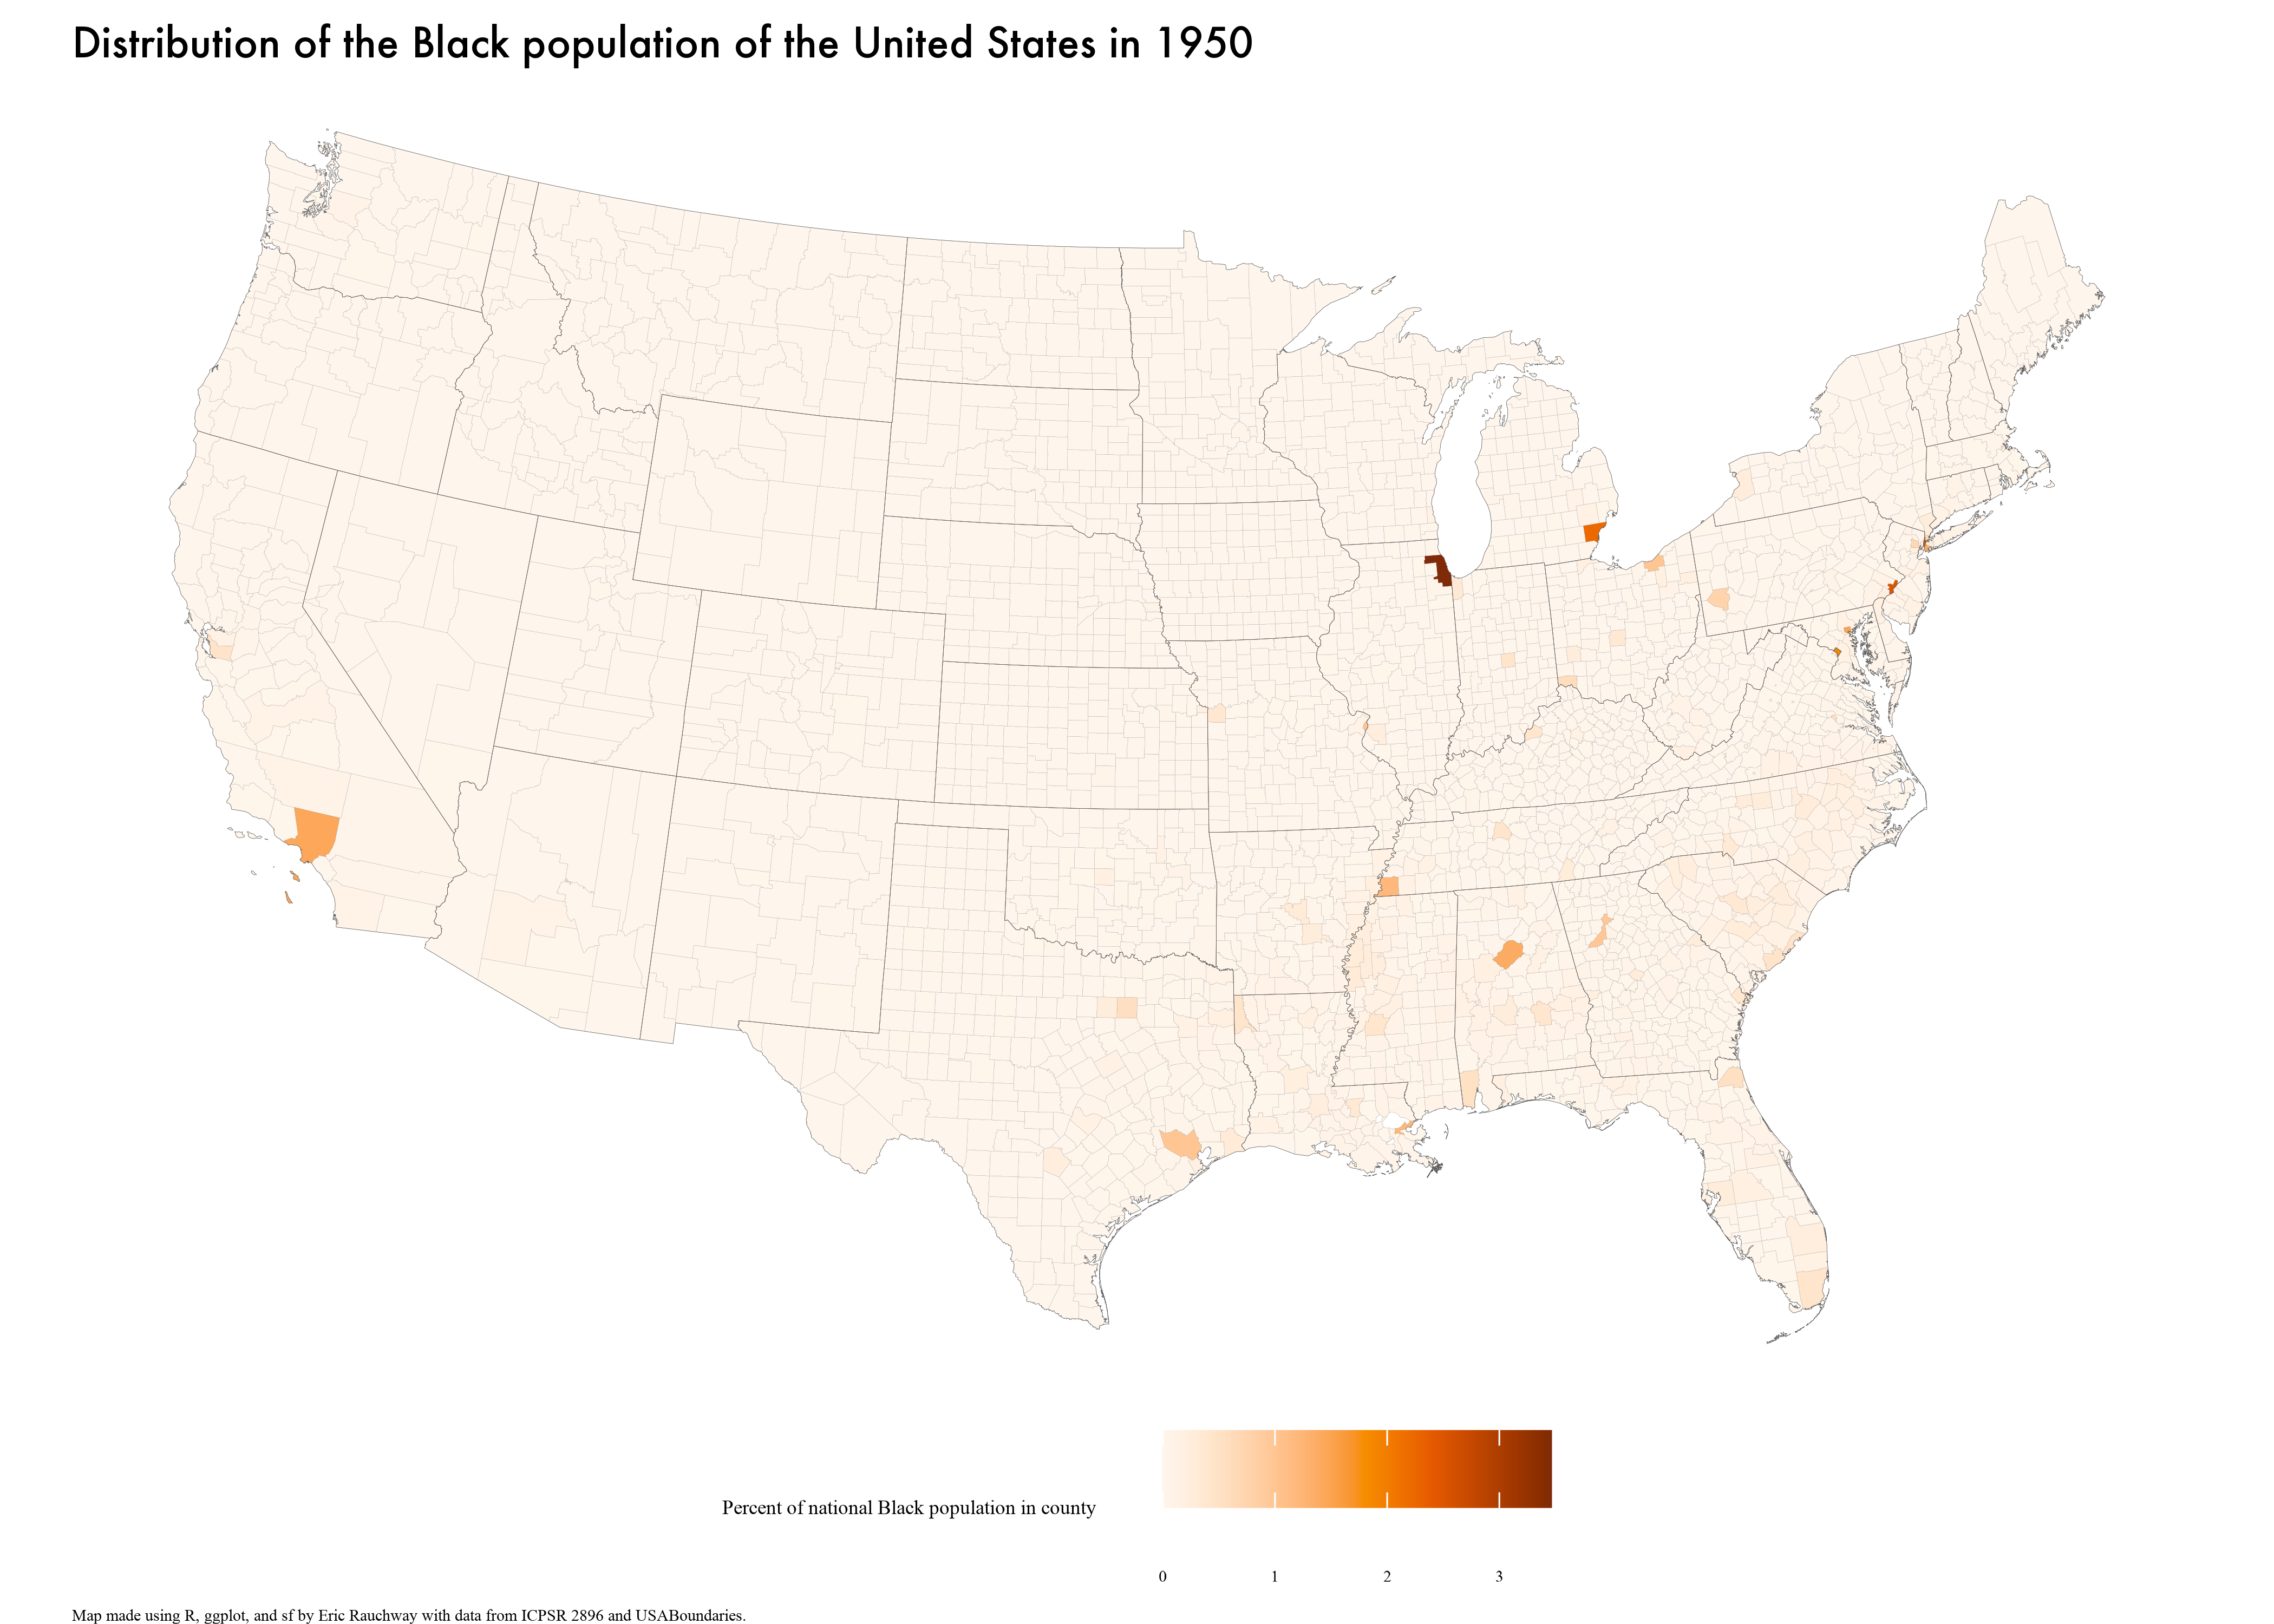 Distribution of the Black population of the United States in 1950
Percent of national Black population in county
0 1 2 3
Map made using R, ggplot, and sf by Eric Rauchway with data from ICPSR 2896 and USABoundaries.